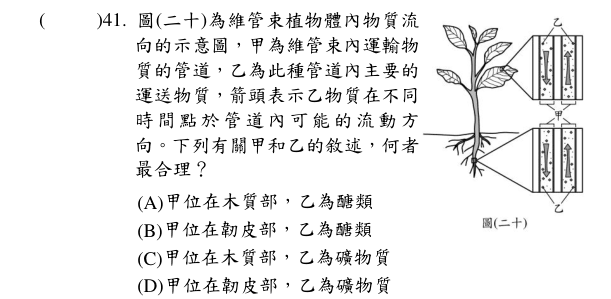 (　　)41. 圖(二十)為維管束植物體內物質流
向的示意圖，甲為維管束內運輸物
質的管道，乙為此種管道內主要的
運送物質，箭頭表示乙物質在不同
時間點於管道內可能的流動方
向。下列有關甲和乙的敘述，何者
最合理？
(A)甲位在木質部，乙為醣類
(B)甲位在韌皮部，乙為醣類
(C)甲位在木質部，乙為礦物質
(D)甲位在韌皮部，乙為礦物質
乙
甲
乙
圖(二十)